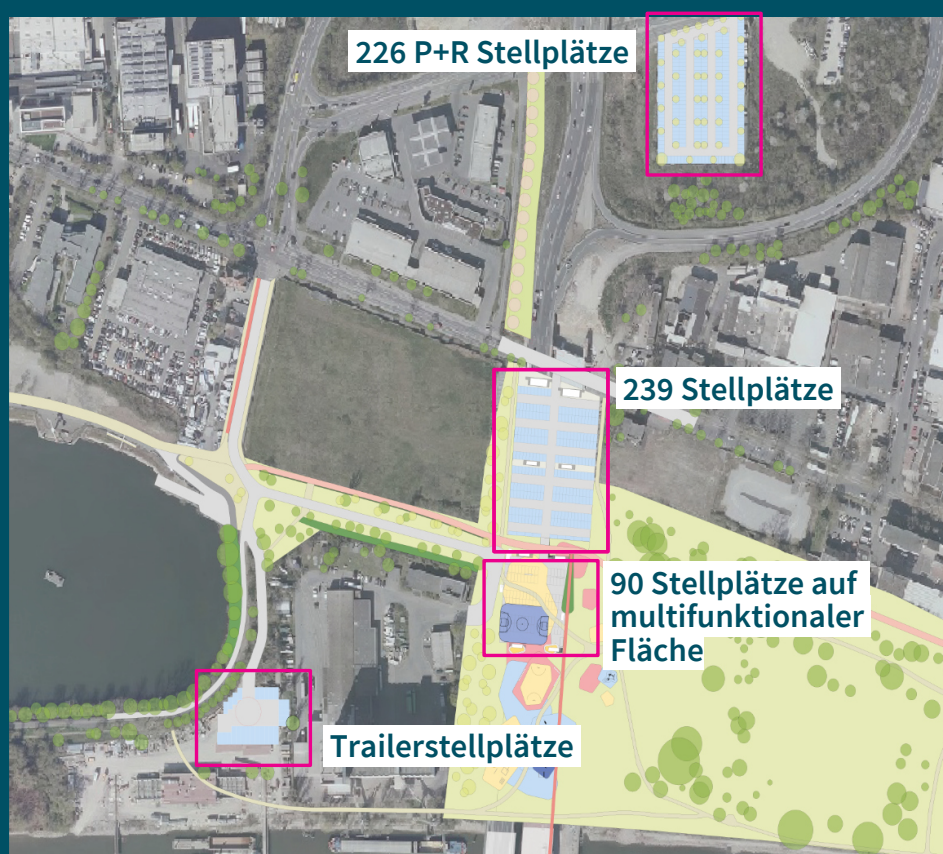 226 P+R Stellplätze
239 Stellplätze
90 Stellplätze auf
multifunktionaler
Fläche
Trailerstellplätze